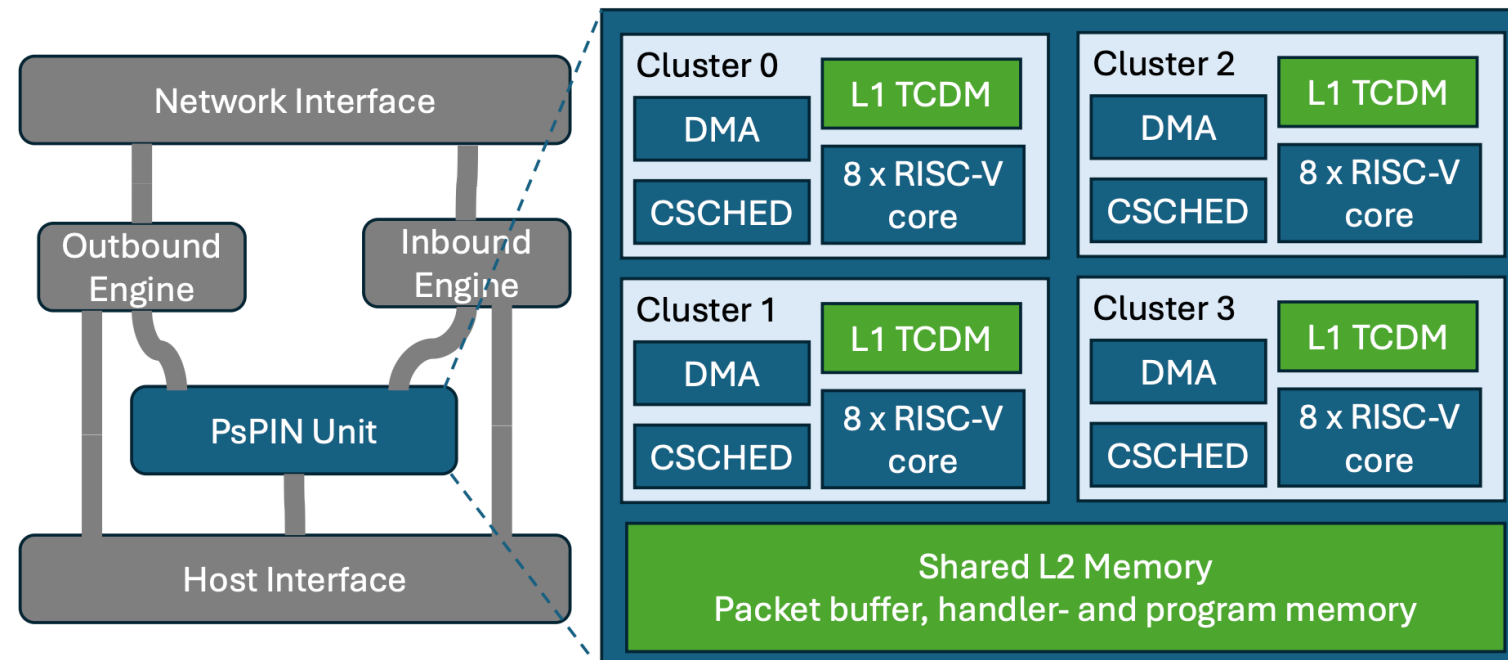 Network Interface
Outbound
Engine
Inbound
Engine
PsPIN Unit
Host Interface
Cluster 0
L1 TCDM
DMA
8 x RISC-V
core
CSCHED
Cluster 2
L1 TCDM
DMA
8 x RISC-V
core
CSCHED
Cluster 1
L1 TCDM
DMA
8 x RISC-V
core
CSCHED
Cluster 3
L1 TCDM
DMA
8 x RISC-V
core
CSCHED
Shared L2 Memory
Packet buffer, handler- and program memory